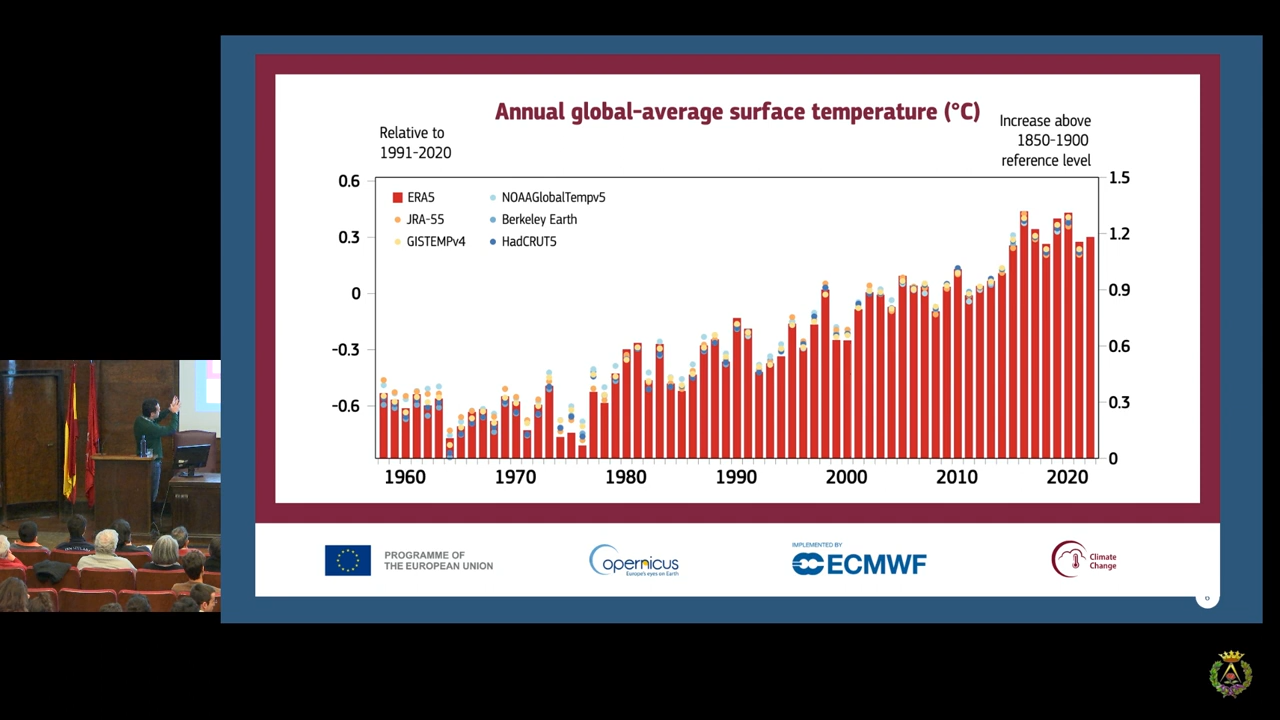 Annual global-average surface temperature (°C)
Relative to
1991-2020
Increase above
1850-1900
reference level
0.6
0.3
0
-0.3
-0.6
ERA5
JRA-55
GISTEMPv4
NOAAGlobalTempv5
Berkeley Earth
HadCRUT5
1.5
1.2
0.9
0.6
0.3
0
1960 1970 1980 1990 2000 2010 2020
PROGRAMME OF
THE EUROPEAN UNION
opernicus
Europe's eyes on Earth
IMPLEMENTED BY
ECMWF
Climate
Change
6